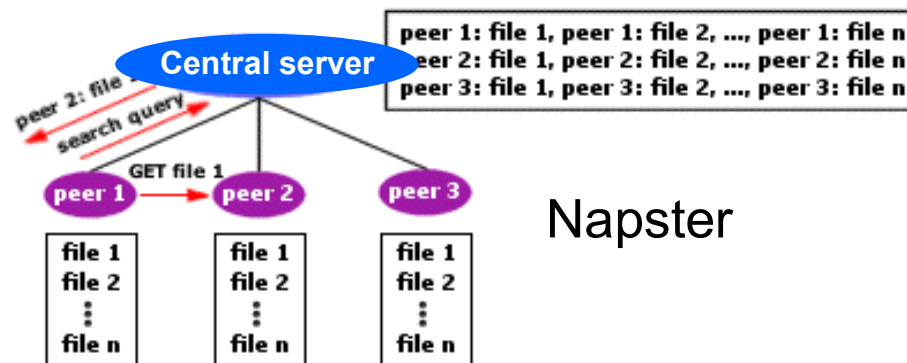 Central server
peer 1: file 1, peer 1: file 2, ..., peer 1: file n
peer 2: file 1, peer 2: file 2, ..., peer 2: file n
peer 3: file 1, peer 3: file 2, ..., peer 3: file n
peer 2: file
search query
GET file 1
peer 1
peer 2
peer 3
Napster
file 1
file 2
file n
file 1
file 2
file n
file 1
file 2
file n